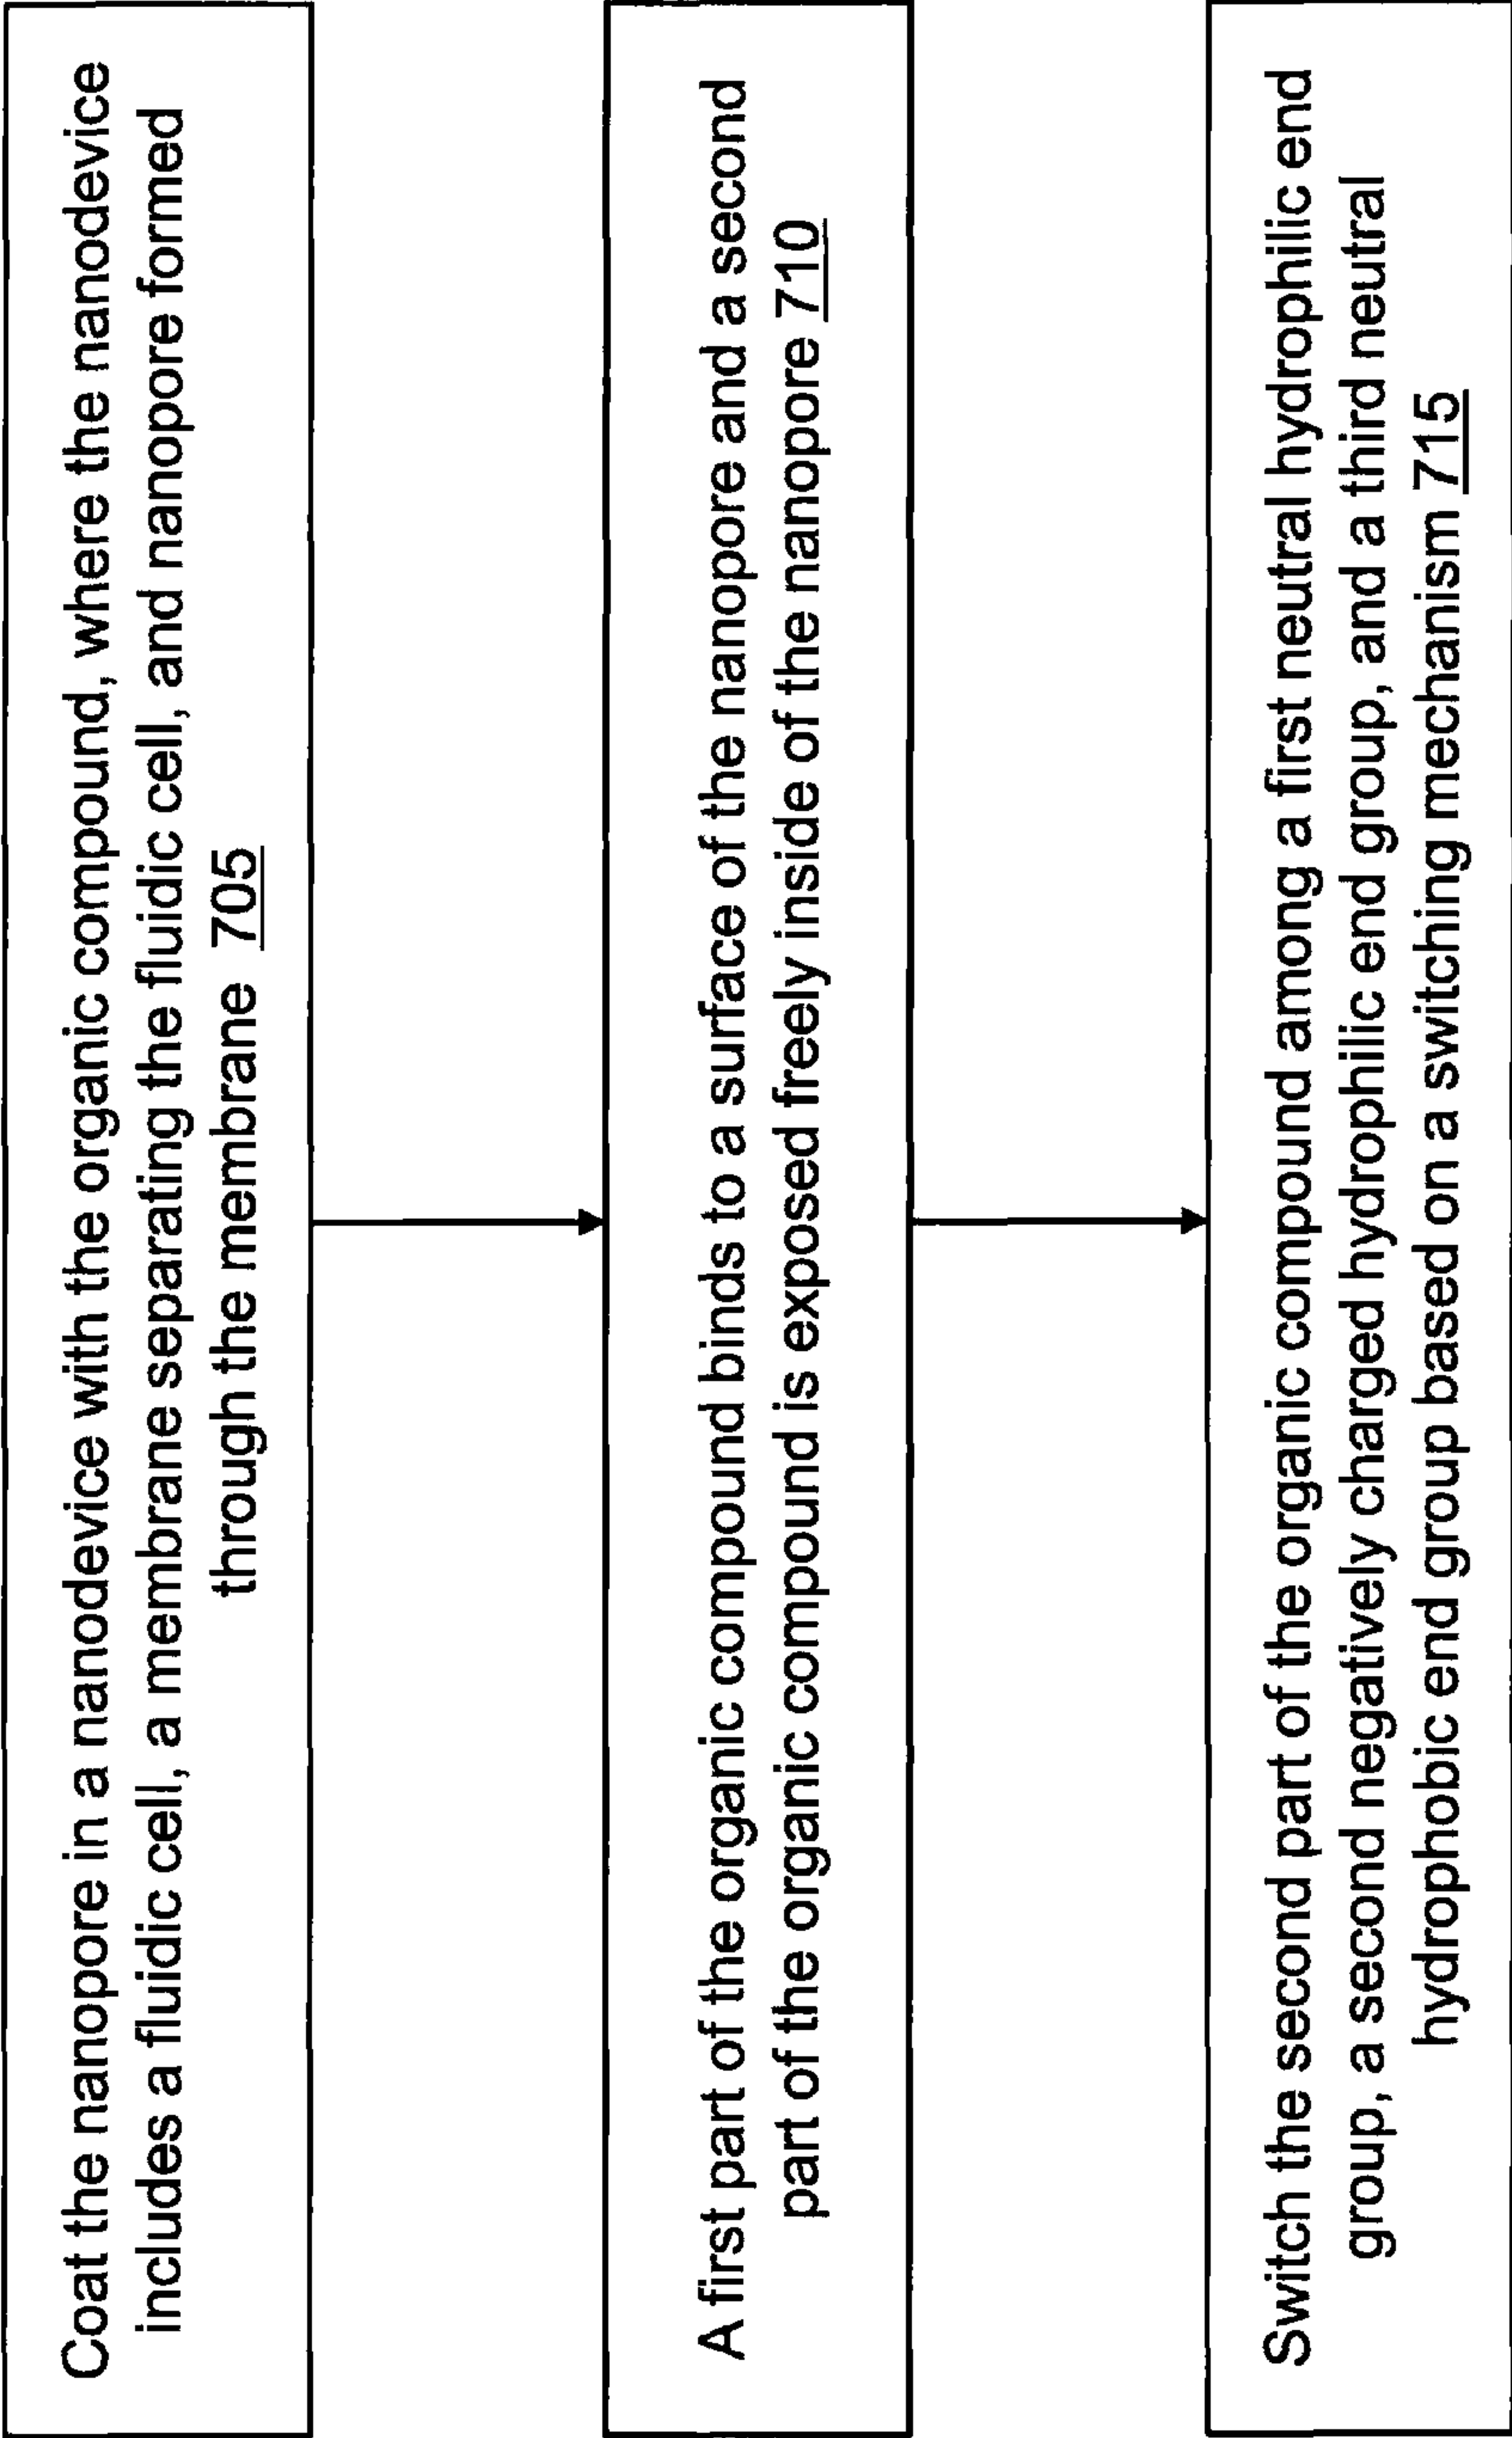 Coat the nanopore in a nanodevice with the organic compound, where the nanodevice
includes a fluidic cell, a membrane separating the fluidic cell, and nanopore formed
through the membrane 705
A first part of the organic compound binds to a surface of the nanopore and a second
part of the organic compound is exposed freely inside of the nanopore 710
Switch the second part of the organic compound among a first neutral hydrophilic end
group, a second negatively charged hydrophilic end group, and a third neutral
hydrophobic end group based on a switching mechanism 715